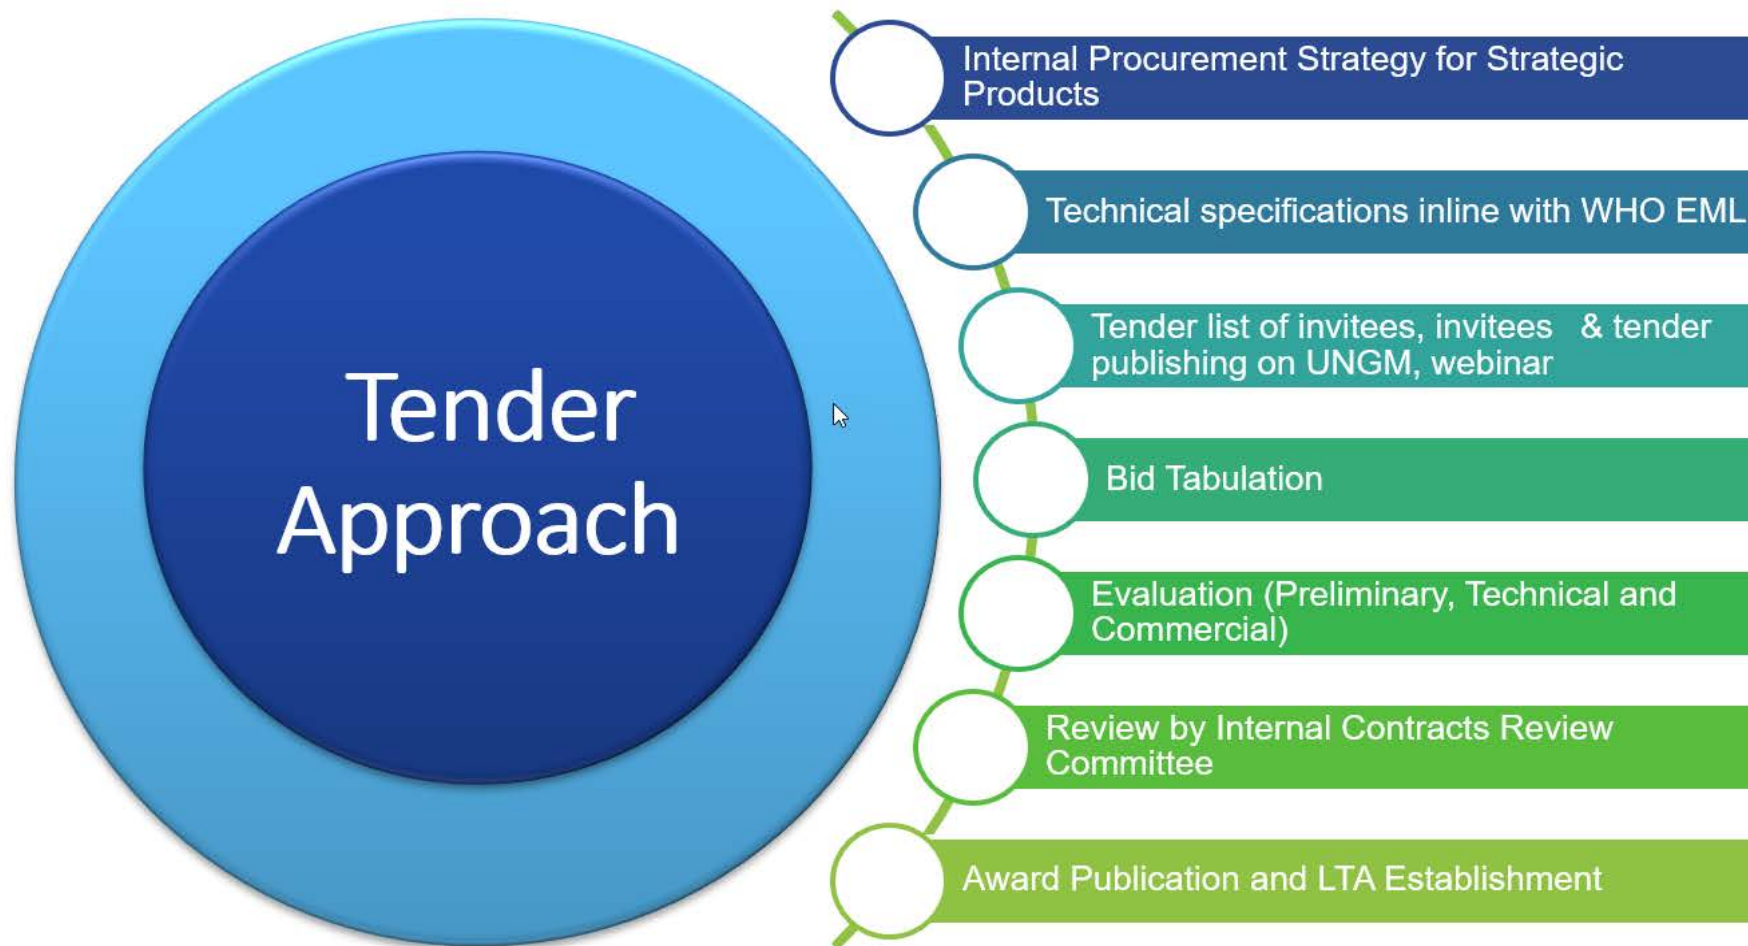 Tender
Approach
Internal Procurement Strategy for Strategic
Products
Technical specifications inline with WHO EML
Tender list of invitees, invitees & tender
publishing on UNGM, webinar
Bid Tabulation
Evaluation (Preliminary, Technical and
Commercial)
Review by Internal Contracts Review
Committee
Award Publication and LTA Establishment